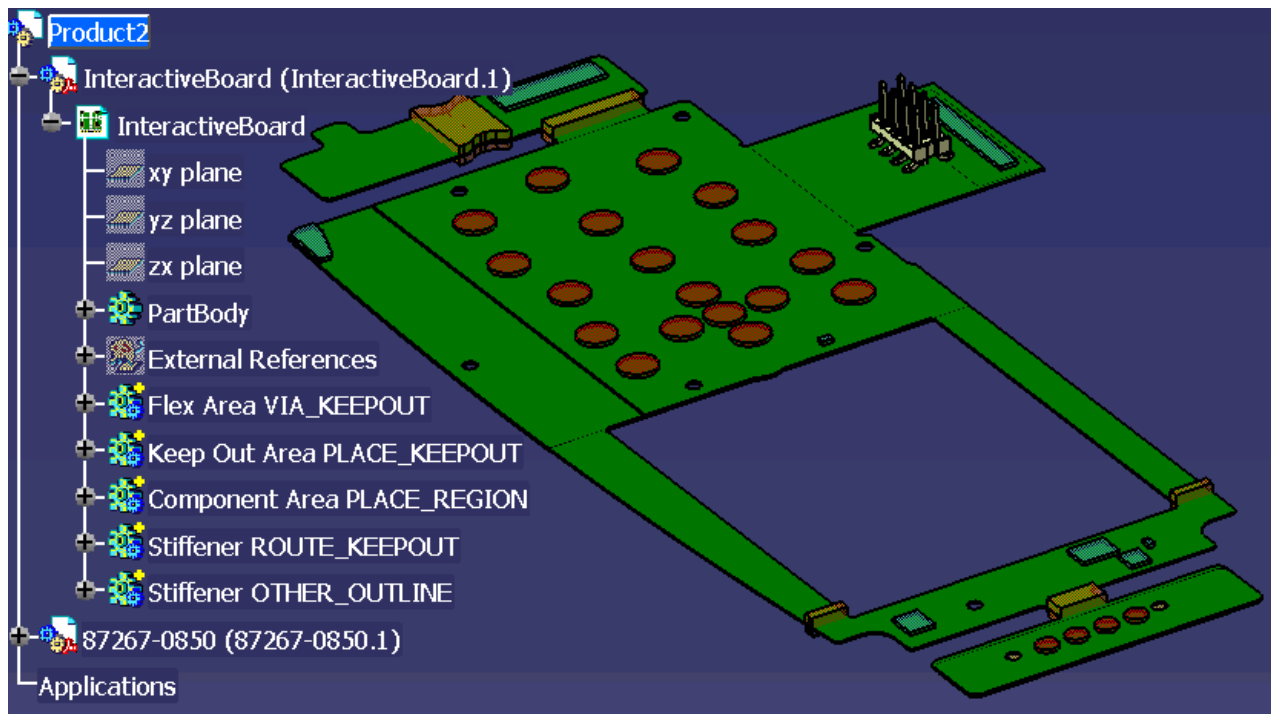 Product2
InteractiveBoard (InteractiveBoard.1)
InteractiveBoard
xy plane
yz plane
zx plane
PartBody
External References
Flex Area VIA_KEEPOUT
Keep Out Area PLACE_KEEPOUT
Component Area PLACE_REGION
Stiffener ROUTE_KEEPOUT
Stiffener OTHER_OUTLINE
87267-0850 (87267-0850.1)
Applications